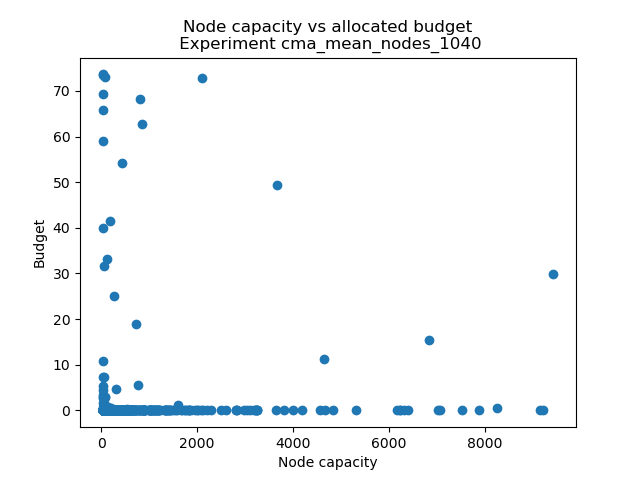 Node capacity vs allocated budget
Experiment cma_mean_nodes_1040
70
60
50
40
30
20
10
0
Budget
0 2000 4000 6000 8000
Node capacity